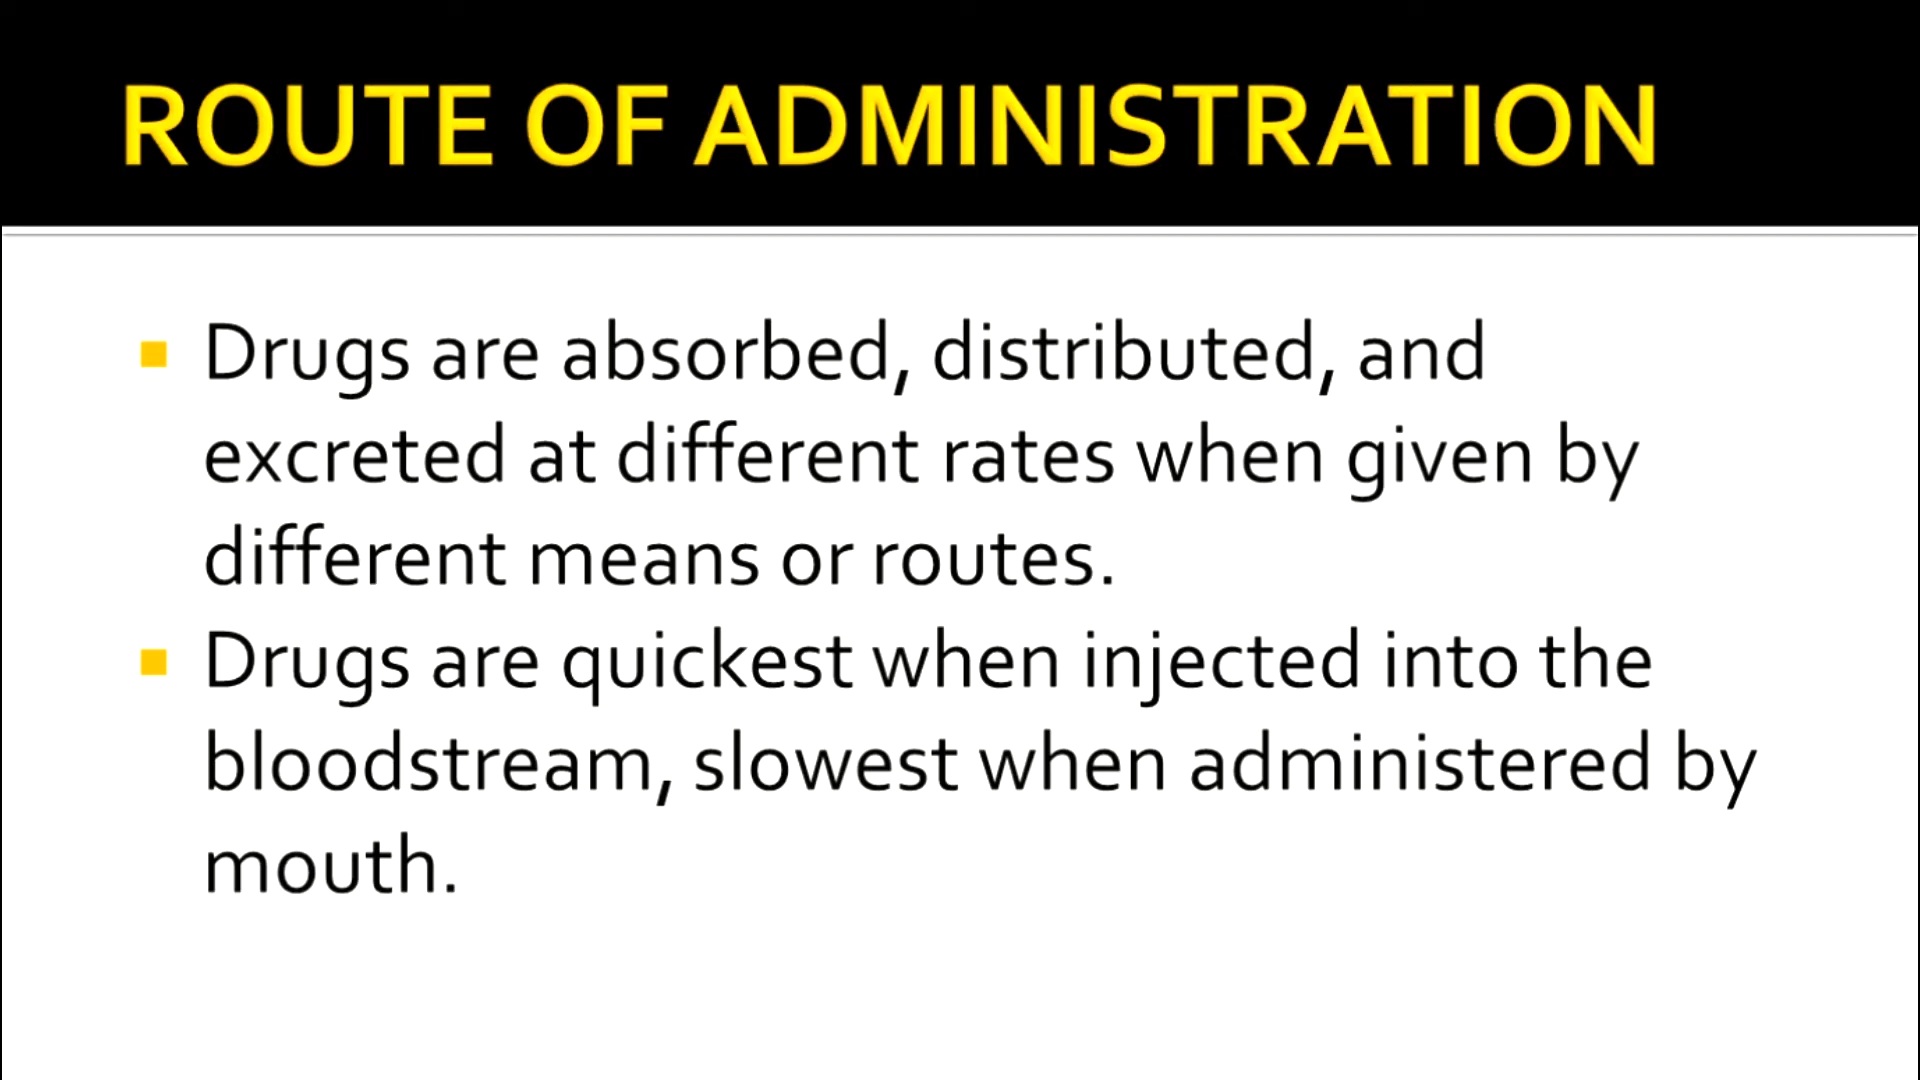 ROUTE OF ADMINISTRATION
Drugs are absorbed, distributed, and
excreted at different rates when given by
different means or routes.
Drugs are quickest when injected into the
bloodstream, slowest when administered by
mouth.